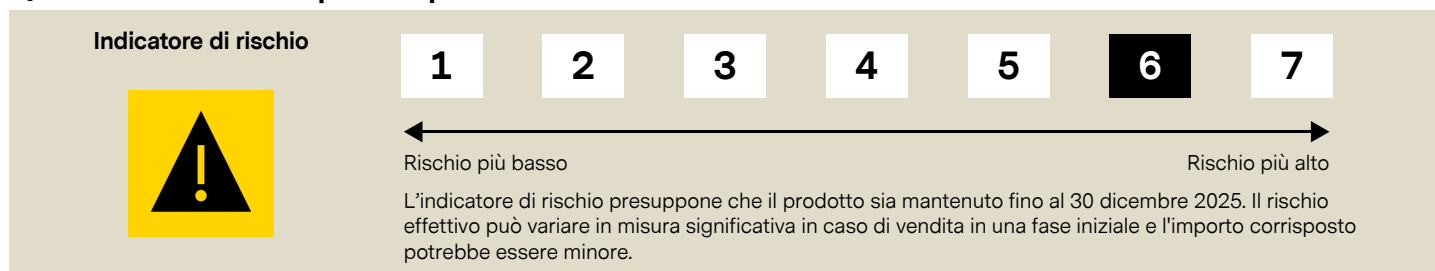 Indicatore di rischio
1 2 3 4 5 6 7
Rischio più basso Rischio più alto
L'indicatore di rischio presuppone che il prodotto sia mantenuto fino al 30 dicembre 2025. Il rischio
effettivo può variare in misura significativa in caso di vendita in una fase iniziale e l'importo corrisposto
potrebbe essere minore.